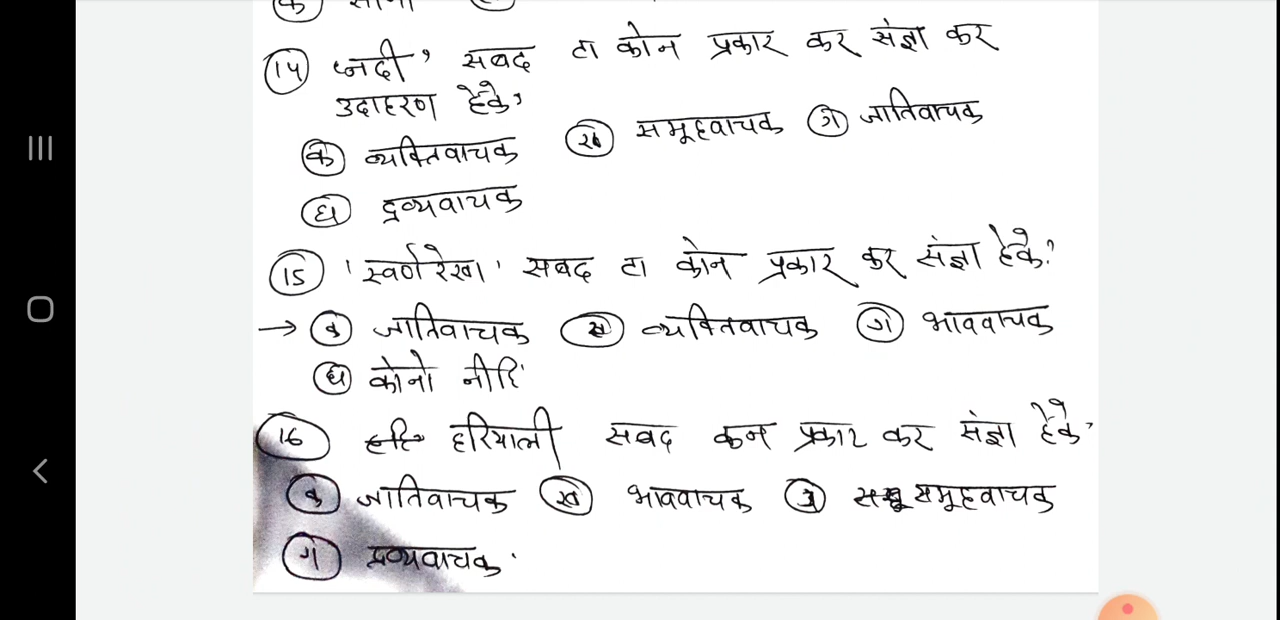 (14) 'नदी' सबद टा कोन प्रकार कर संज्ञा कर
उदाहरण हेके?
(क) व्यक्तिवाचक (ख) समूहवाचक (ग) जातिवाचक
(घ) द्रव्यवाचक
(15) 'स्वर्णरेखा' सबद टा कोन प्रकार कर संज्ञा हेके?
→ (क) जातिवाचक (ख) व्यक्तिवाचक (ग) भाववाचक
(घ) कोनो नीहि
(16) हरियाली सबद कन प्रकार कर संज्ञा हेके?
(क) जातिवाचक (ख) भाववाचक (ग) समूहवाचक
(ग) द्रव्यवाचक